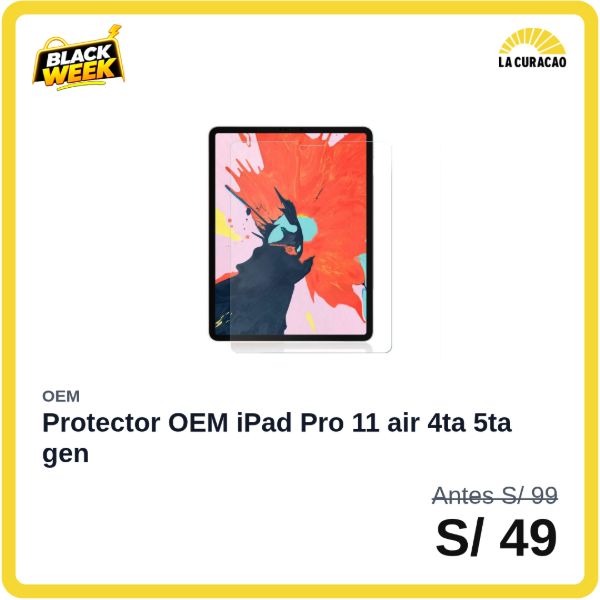 BLACK
WEEK
LA CURACAO
OEM
Protector OEM iPad Pro 11 air 4ta 5ta
gen
Antes S/ 99
S/ 49